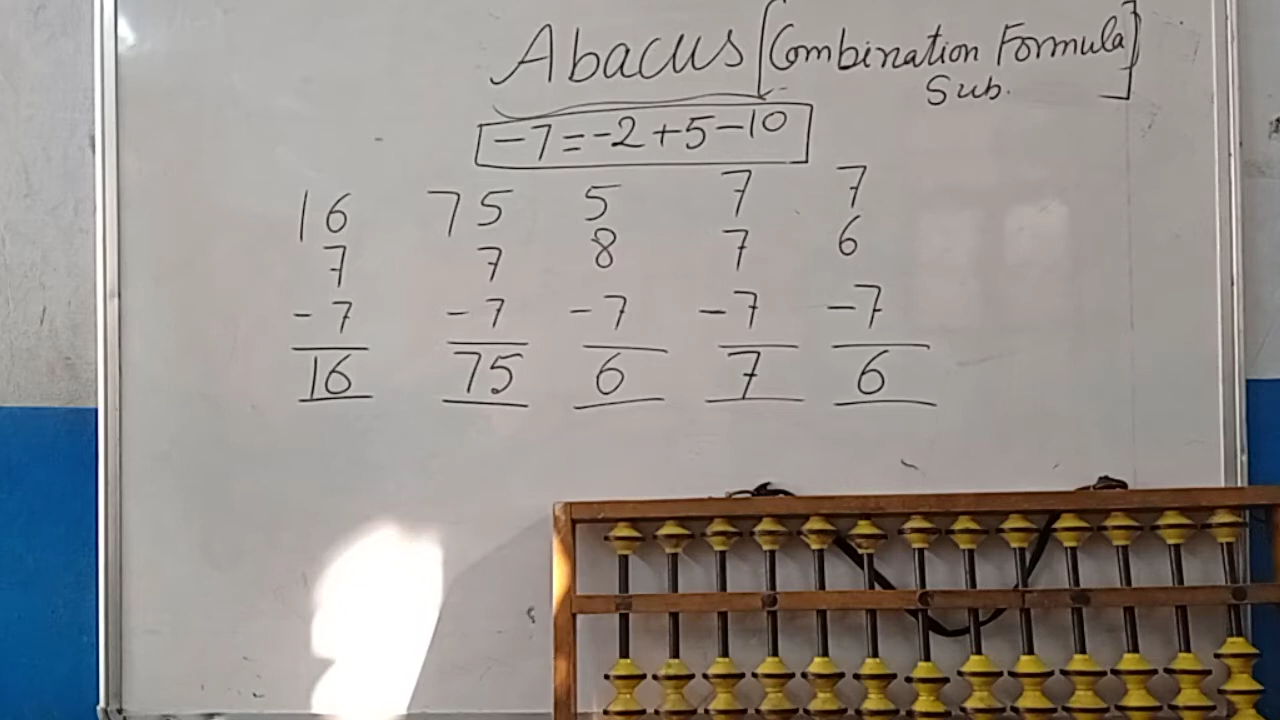 Abacus [Combination Formula]
Sub.
-7=-2+5-10
16 75 5 7 7
7 7 8 7 6
-7 -7 -7 -7 -7
16 75 6 7 6